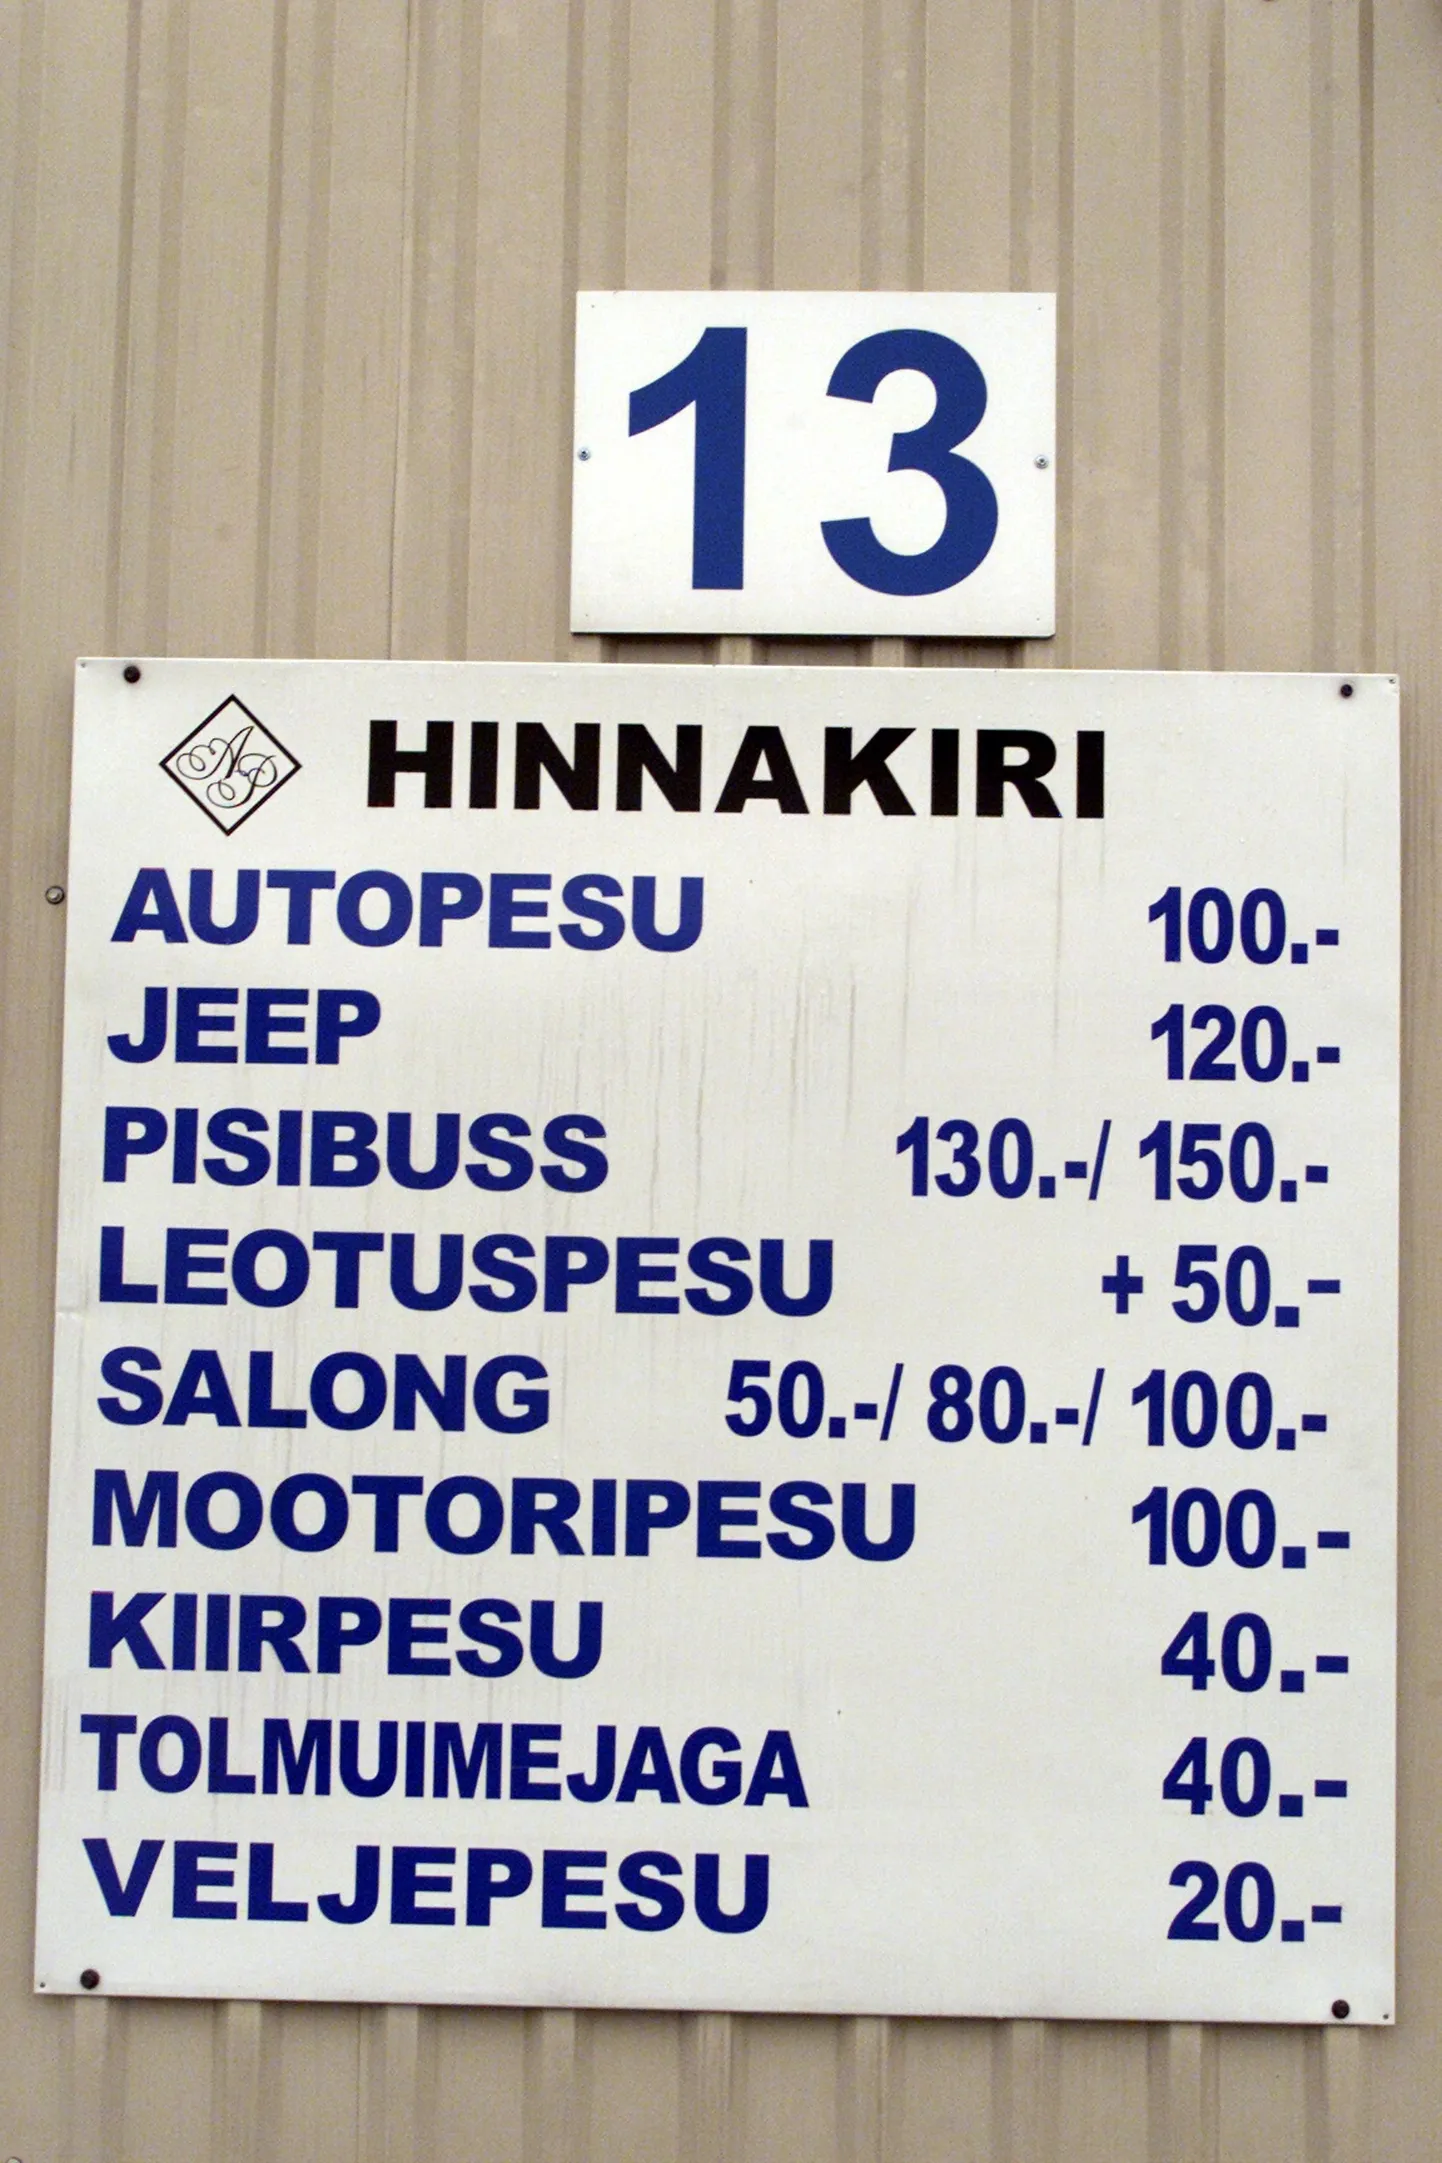 13
HINNAKIRI
AUTOPESU 100.-
JEEP 120.-
PISIBUSS 130.-/ 150.-
LEOTUSPESU + 50.-
SALONG 50.-/ 80.-/ 100.-
MOOTORIPESU 100.-
KIIRPESU 40.-
TOLMUIMEJAGA 40.-
VELJEPESU 20.-